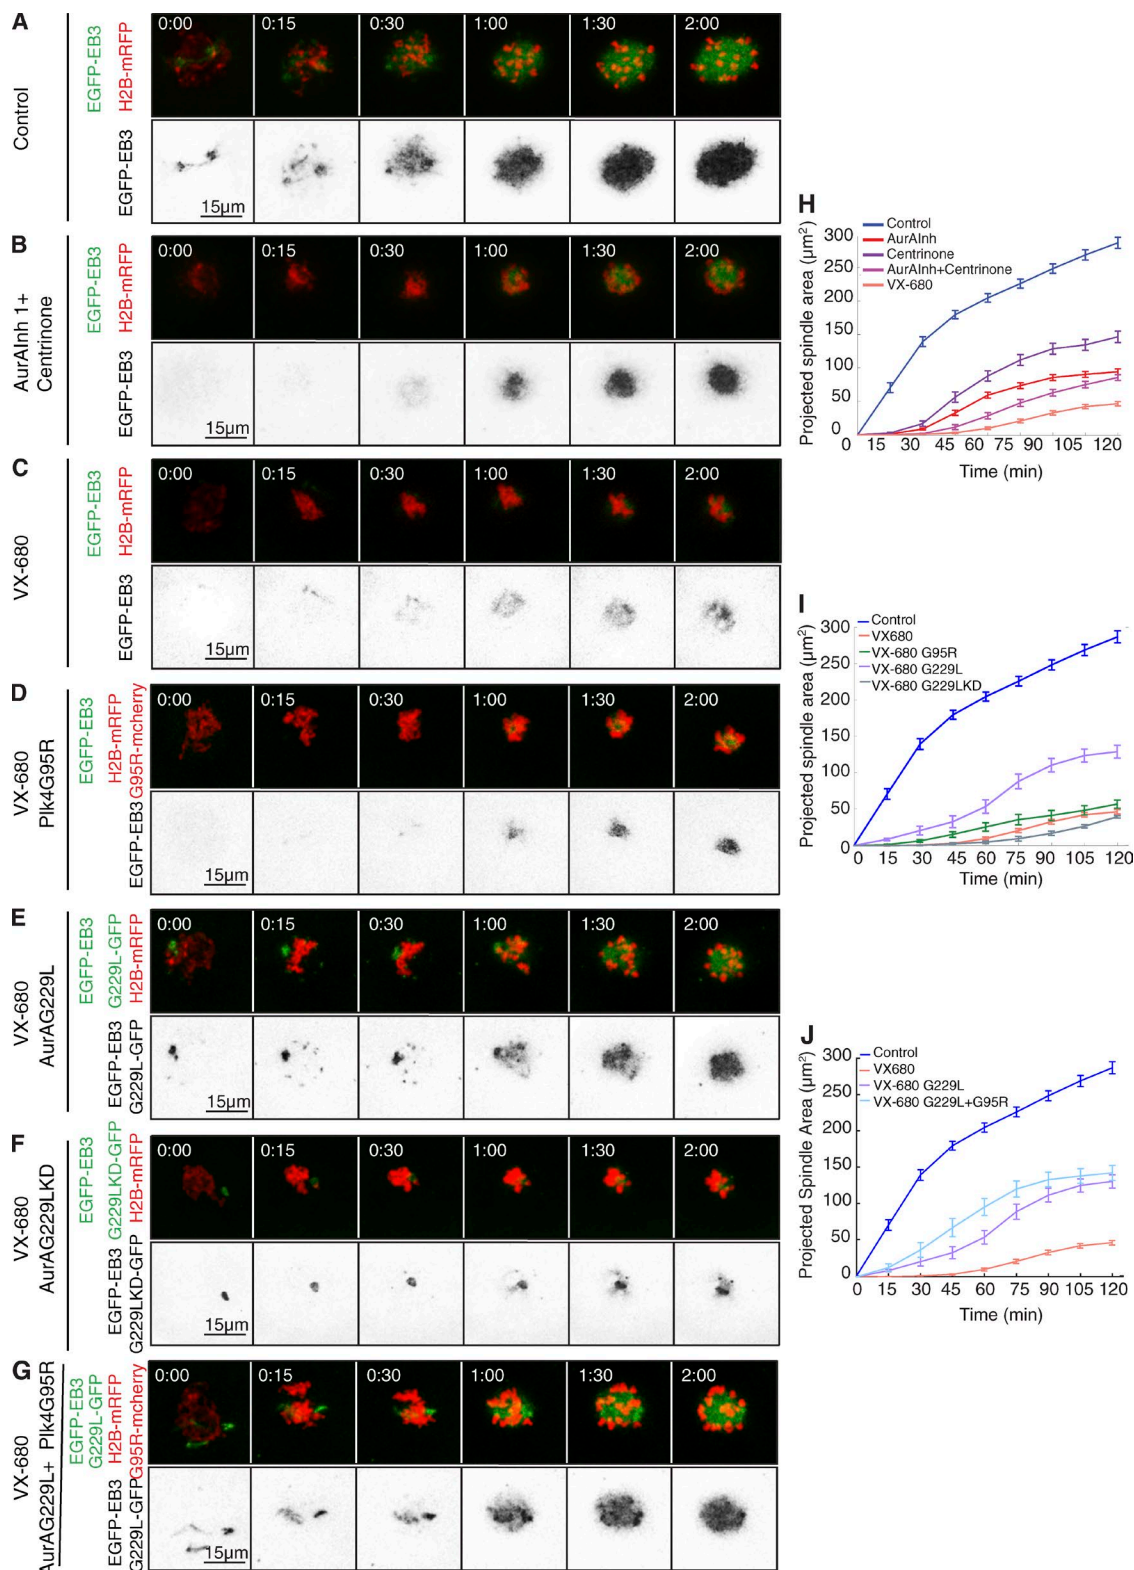 A
Control
EGFP-EB3
H2B-mRFP
0:00
0:15
0:30
1:00
1:30
2:00
EGFP-EB3
15µm
B
AurAInh 1+
Centrinone
EGFP-EB3
H2B-mRFP
0:00
0:15
0:30
1:00
1:30
2:00
EGFP-EB3
15µm
C
VX-680
EGFP-EB3
H2B-mRFP
0:00
0:15
0:30
1:00
1:30
2:00
EGFP-EB3
15µm
D
VX-680
Plk4G95R
EGFP-EB3
H2B-mRFP
G95R-mcherry
0:00
0:15
0:30
1:00
1:30
2:00
EGFP-EB3
15µm
E
VX-680
AurAG229L
EGFP-EB3
G229L-GFP
H2B-mRFP
0:00
0:15
0:30
1:00
1:30
2:00
EGFP-EB3
G229L-GFP
15µm
F
VX-680
AurAG229LKD
EGFP-EB3
G229LKD-GFP
H2B-mRFP
0:00
0:15
0:30
1:00
1:30
2:00
EGFP-EB3
G229LKD-GFP
15µm
G
VX-680
AurAG229L+ Plk4G95R
EGFP-EB3
G229L-GFP
H2B-mRFP
G95R-mcherry
0:00
0:15
0:30
1:00
1:30
2:00
EGFP-EB3
G229L-GFP
15µm
H
Control
AurAInh
Centrinone
AurAInh+Centrinone
VX-680
Projected spindle area (µm²)
300
250
200
150
100
50
0
15 30 45 60 75 90 105 120
Time (min)
I
Control
VX680
VX-680 G95R
VX-680 G229L
VX-680 G229LKD
Projected spindle area (µm²)
300
250
200
150
100
50
0
0 15 30 45 60 75 90 105 120
Time (min)
J
Control
VX680
VX-680 G229L
VX-680 G229L+G95R
Projected Spindle Area (µm²)
300
250
200
150
100
50
0
0 15 30 45 60 75 90 105 120
Time (min)